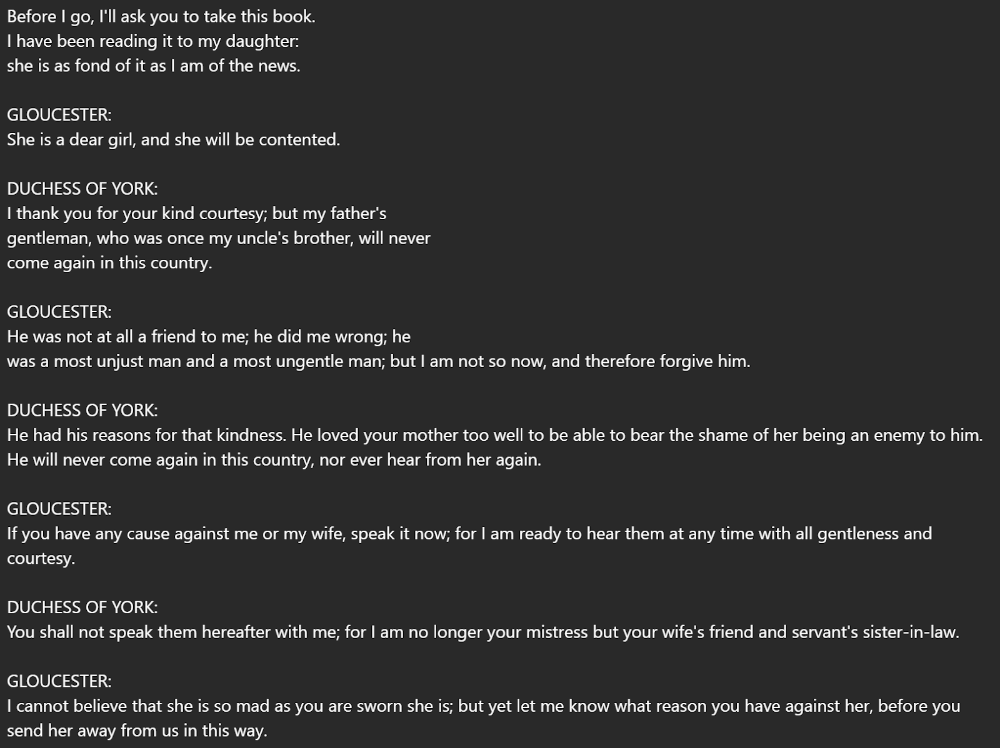 Before I go, I'll ask you to take this book.
I have been reading it to my daughter:
she is as fond of it as I am of the news.
GLOUCESTER:
She is a dear girl, and she will be contented.
DUCHESS OF YORK:
I thank you for your kind courtesy; but my father's
gentleman, who was once my uncle's brother, will never
come again in this country.
GLOUCESTER:
He was not at all a friend to me; he did me wrong; he
was a most unjust man and a most ungentle man; but I am not so now, and therefore forgive him.
DUCHESS OF YORK:
He had his reasons for that kindness. He loved your mother too well to be able to bear the shame of her being an enemy to him.
He will never come again in this country, nor ever hear from her again.
GLOUCESTER:
If you have any cause against me or my wife, speak it now; for I am ready to hear them at any time with all gentleness and
courtesy.
DUCHESS OF YORK:
You shall not speak them hereafter with me; for I am no longer your mistress but your wife's friend and servant's sister-in-law.
GLOUCESTER:
I cannot believe that she is so mad as you are sworn she is; but yet let me know what reason you have against her, before you
send her away from us in this way.